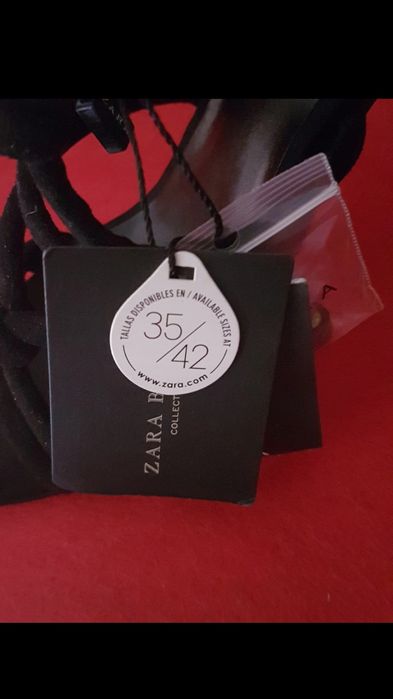 TALLAS DISPONIBLES EN / AVAILABLE SIZES AT
35/42
www.zara.com
ZARA B
COLLECT